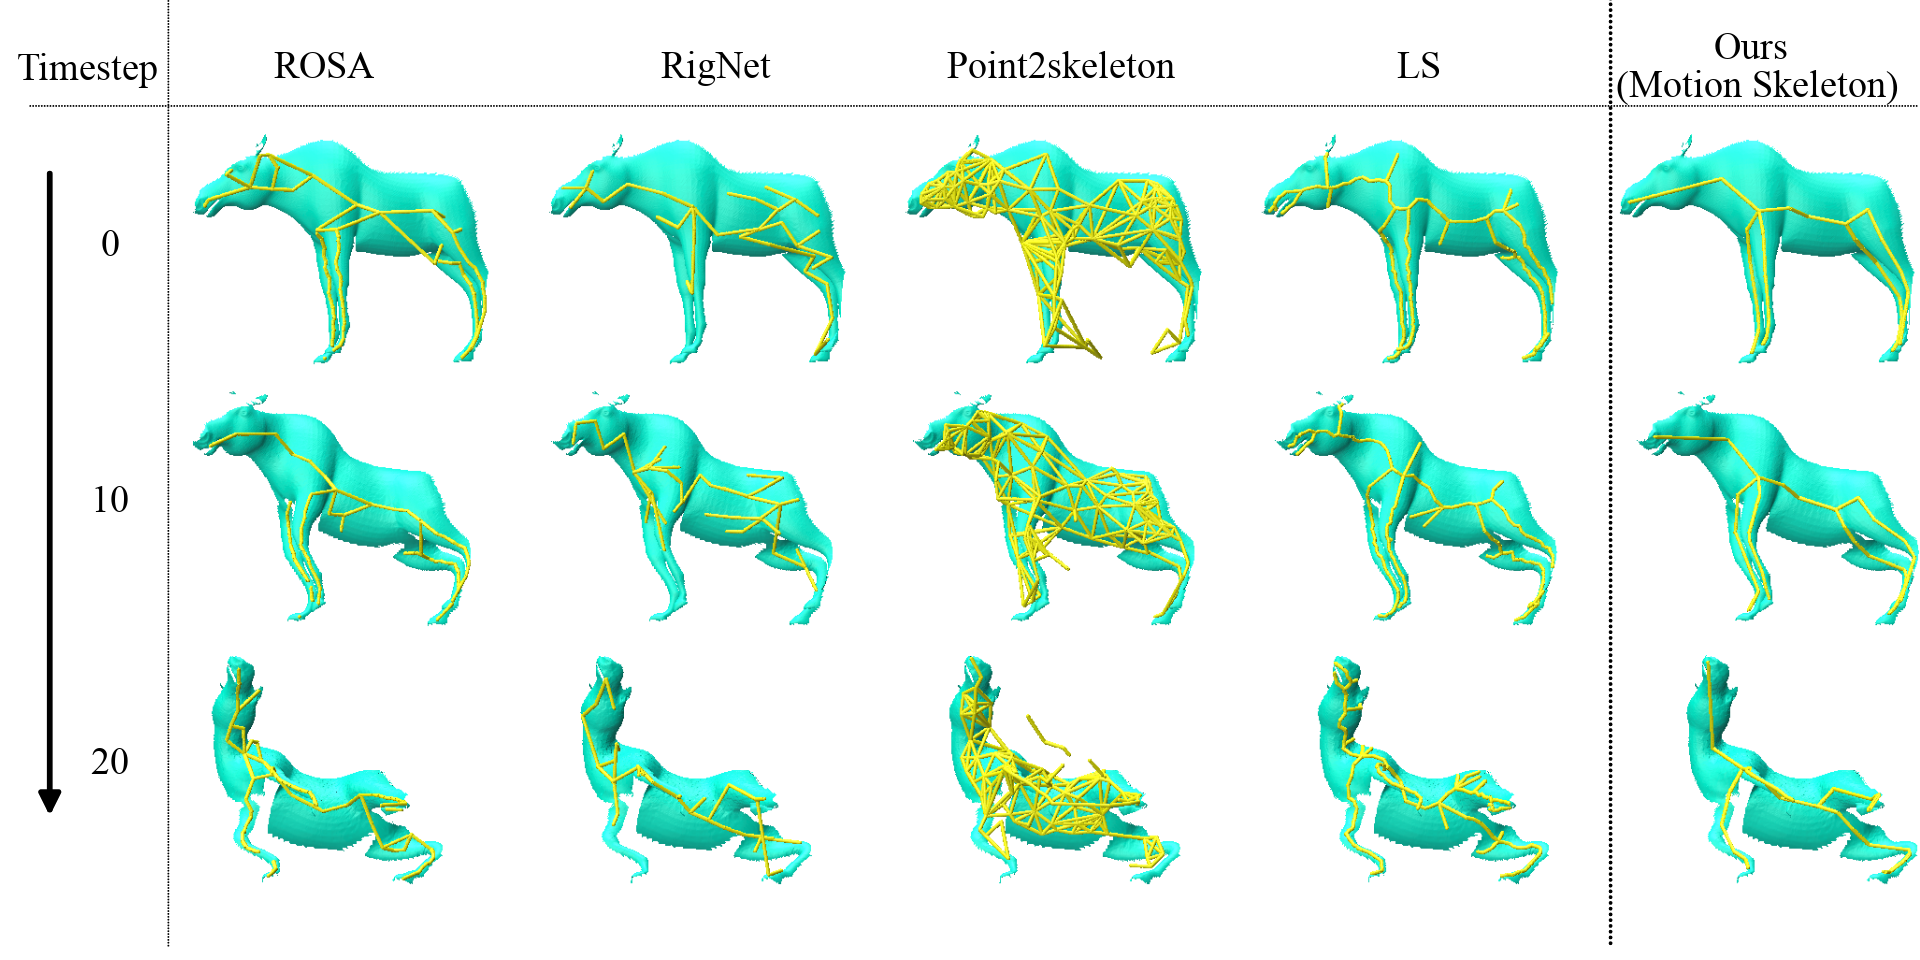 Timestep
ROSA
RigNet
Point2skeleton
LS
Ours
(Motion Skeleton)
0
10
20